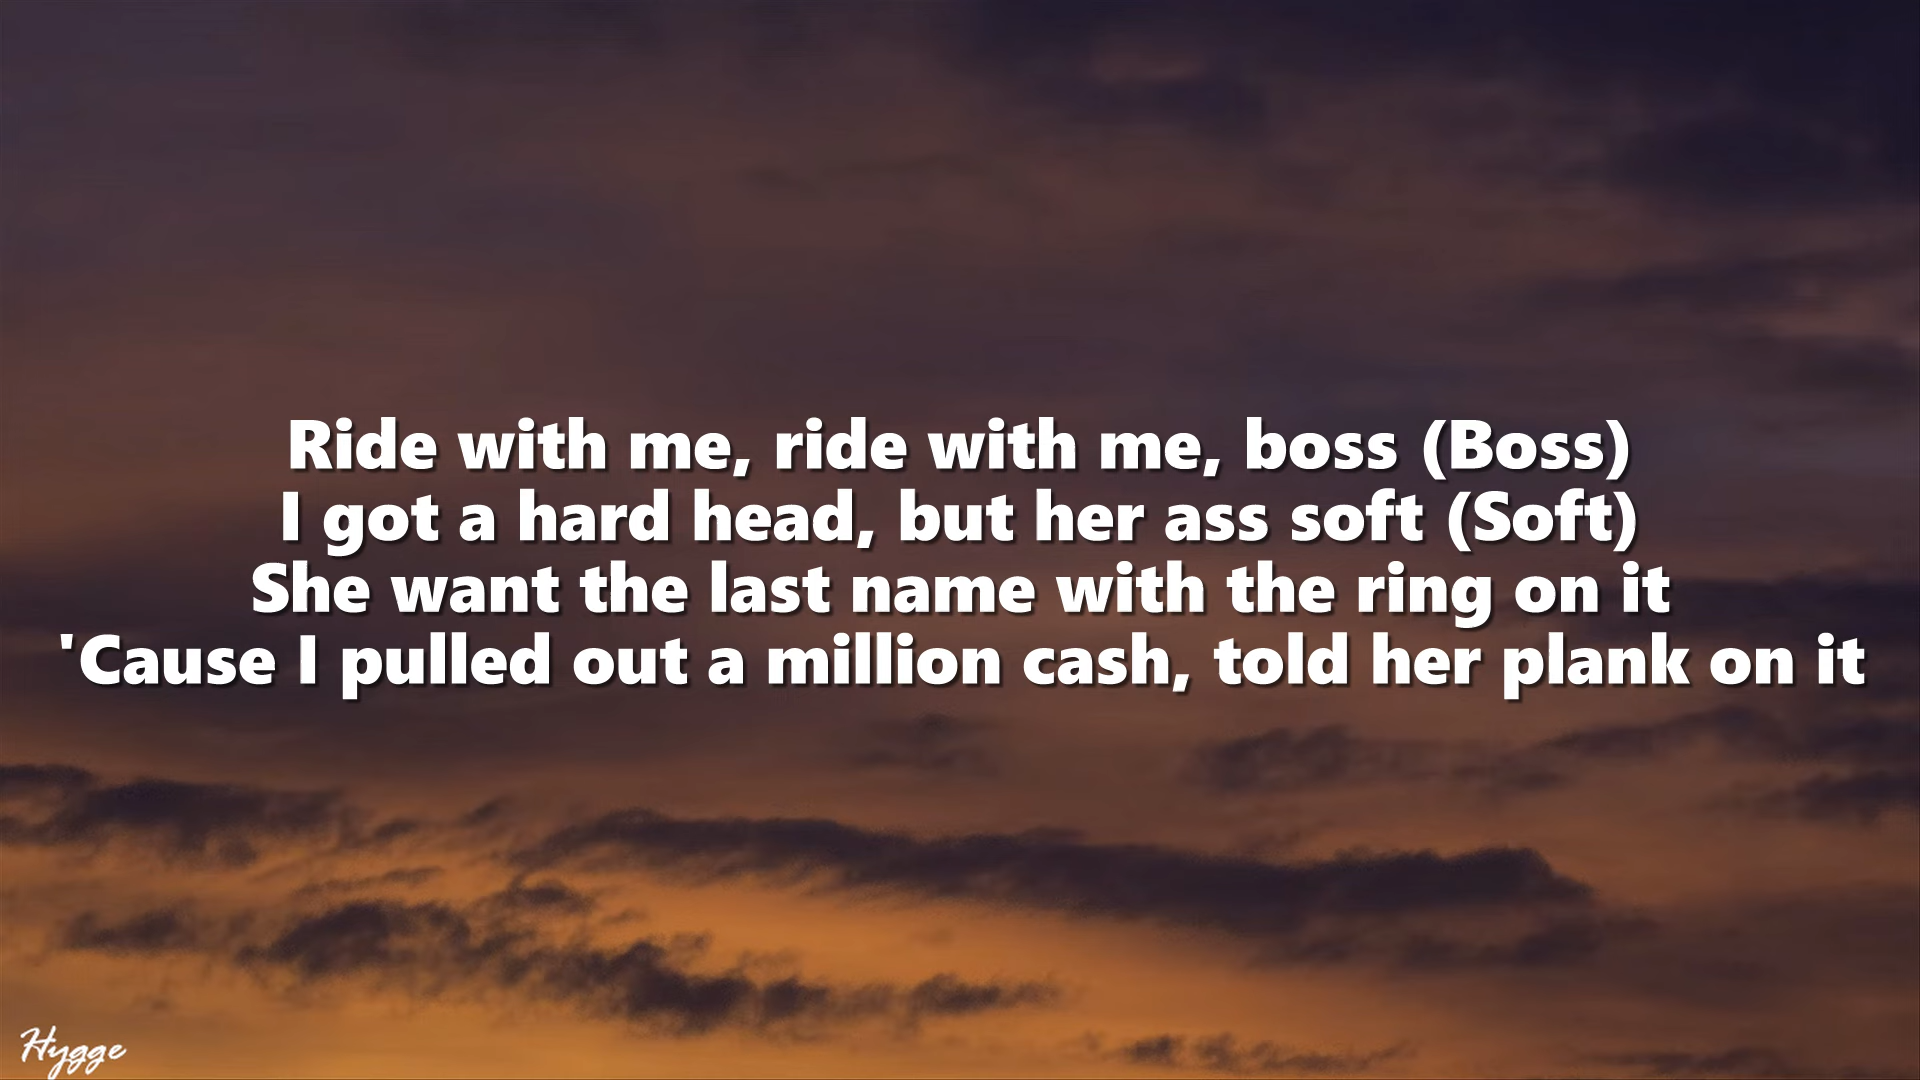 Ride with me, ride with me, boss (Boss)
I got a hard head, but her ass soft (Soft)
She want the last name with the ring on it
'Cause I pulled out a million cash, told her plank on it
Hygge